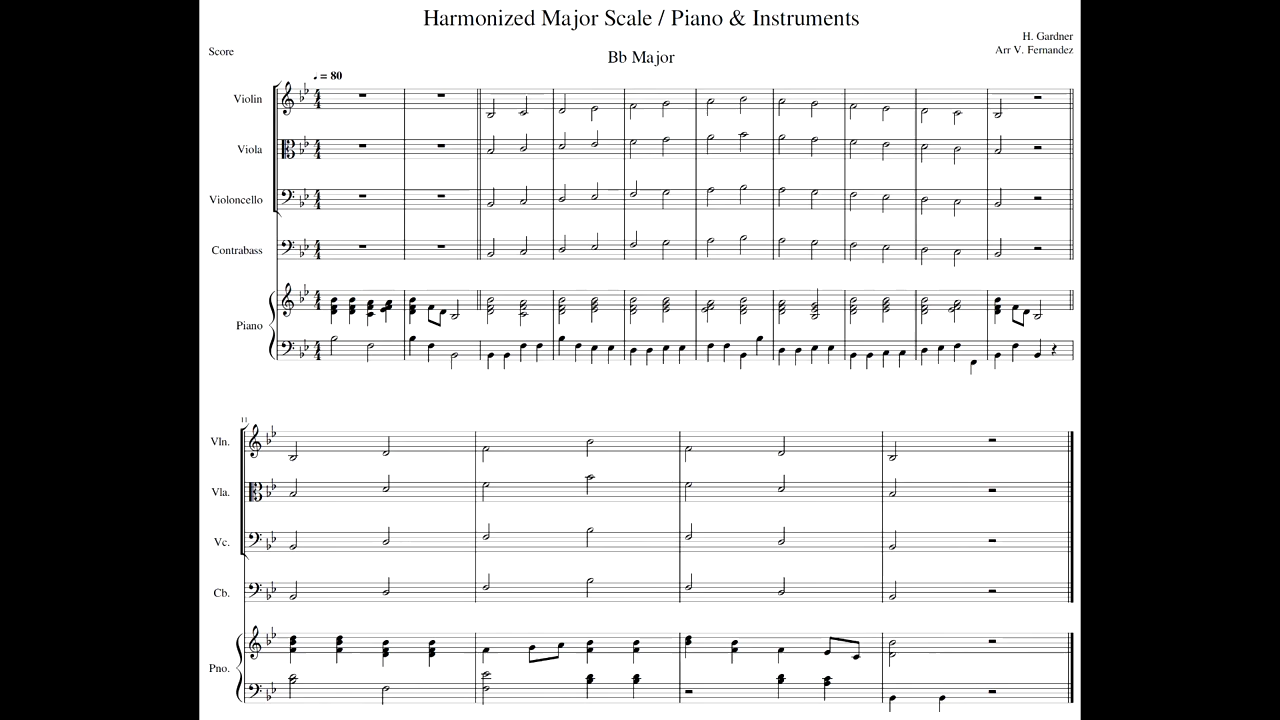 Harmonized Major Scale / Piano & Instruments
H. Gardner
Score
Arr V. Fernandez
Bb Major
♩. = 80
Violin
Viola
Violoncello
Contrabass
Piano
11
Vln.
Vla.
Vc.
Cb.
Pno.